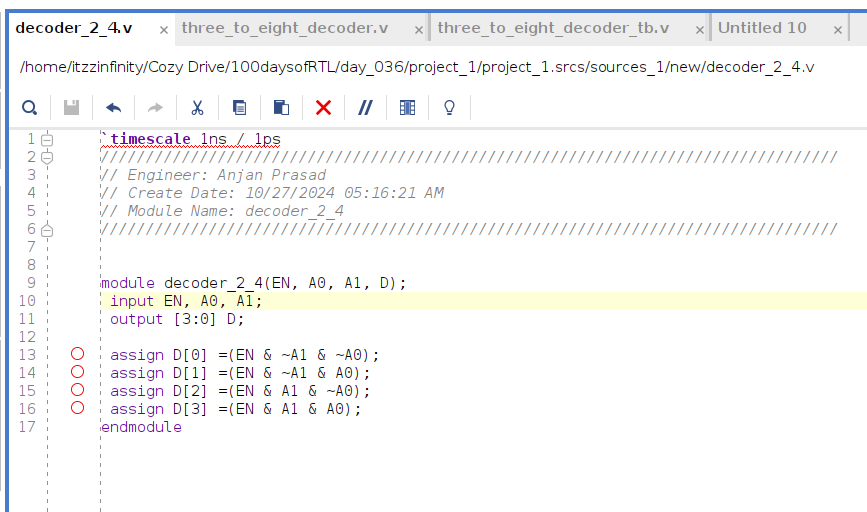 decoder_2_4.v × three_to_eight_decoder.v × three_to_eight_decoder_tb.v × Untitled 10 ×
/home/itzzinfinity/Cozy Drive/100daysofRTL/day_036/project_1/project_1.srcs/sources_1/new/decoder_2_4.v
1 `timescale 1ns / 1ps
2 //////////////////////////////////////////////////////////////////////////////////
3 // Engineer: Anjan Prasad
4 // Create Date: 10/27/2024 05:16:21 AM
5 // Module Name: decoder_2_4
6 //////////////////////////////////////////////////////////////////////////////////
7
8
9 module decoder_2_4(EN, A0, A1, D);
10 input EN, A0, A1;
11 output [3:0] D;
12
13 assign D[0] =(EN & ~A1 & ~A0);
14 assign D[1] =(EN & ~A1 & A0);
15 assign D[2] =(EN & A1 & ~A0);
16 assign D[3] =(EN & A1 & A0);
17 endmodule